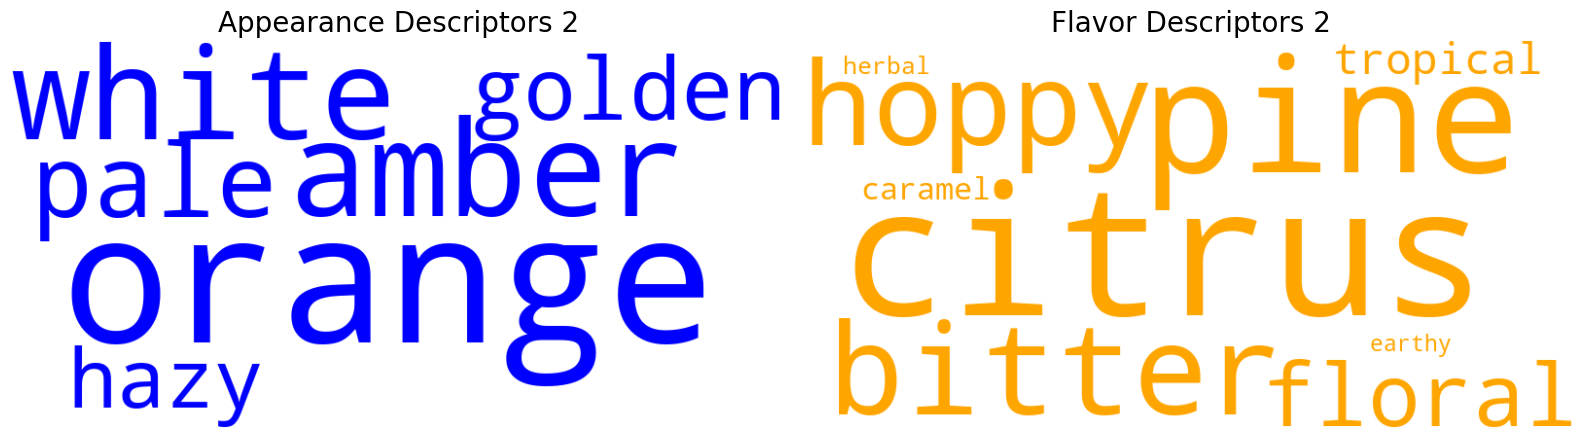 Appearance Descriptors 2
white
golden
pale
amber
orange
hazy
Flavor Descriptors 2
herbal
tropical
hoppy
pine
caramel
citrus
bitter
earthy
floral